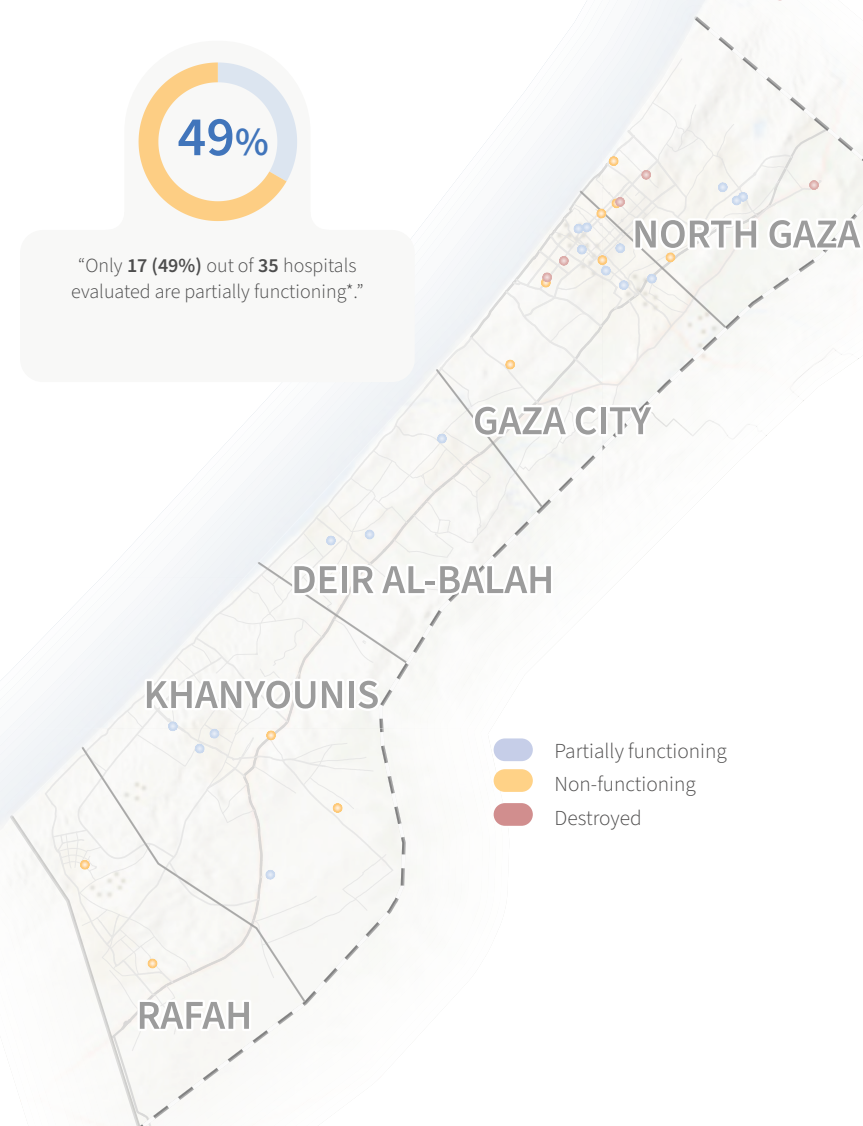 49%
“Only 17 (49%) out of 35 hospitals
evaluated are partially functioning*.”
NORTH GAZA
GAZA CITY
DEIR AL-BALAH
KHANYOUNIS
Partially functioning
Non-functioning
Destroyed
RAFAH